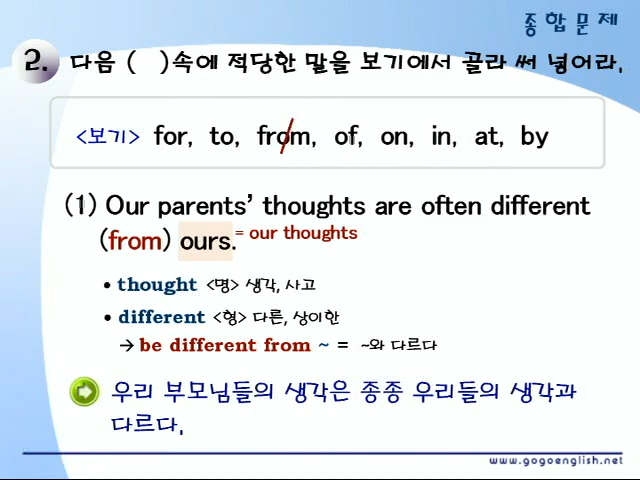 종합문제
2. 다음 (   )속에 적당한 말을 보기에서 골라 써 넣어라.
<보기> for, to, from, of, on, in, at, by
(1) Our parents’ thoughts are often different
(from) ours. = our thoughts
• thought <명> 생각, 사고
• different <형> 다른, 상이한
→ be different from ~ = ~와 다르다
우리 부모님들의 생각은 종종 우리들의 생각과
다르다.
www.gogoenglish.net